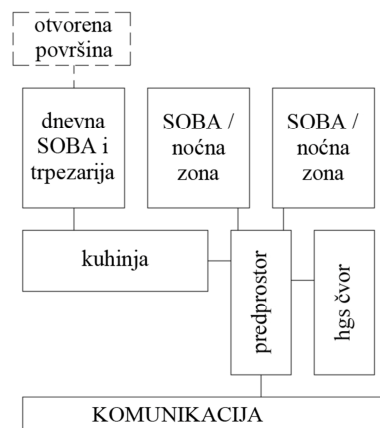 otvorena
površina
dnevna
SOBA i
trpezarija
SOBA /
noćna
zona
SOBA /
noćna
zona
kuhinja
predprostor
hgs čvor
KOMUNIKACIJA